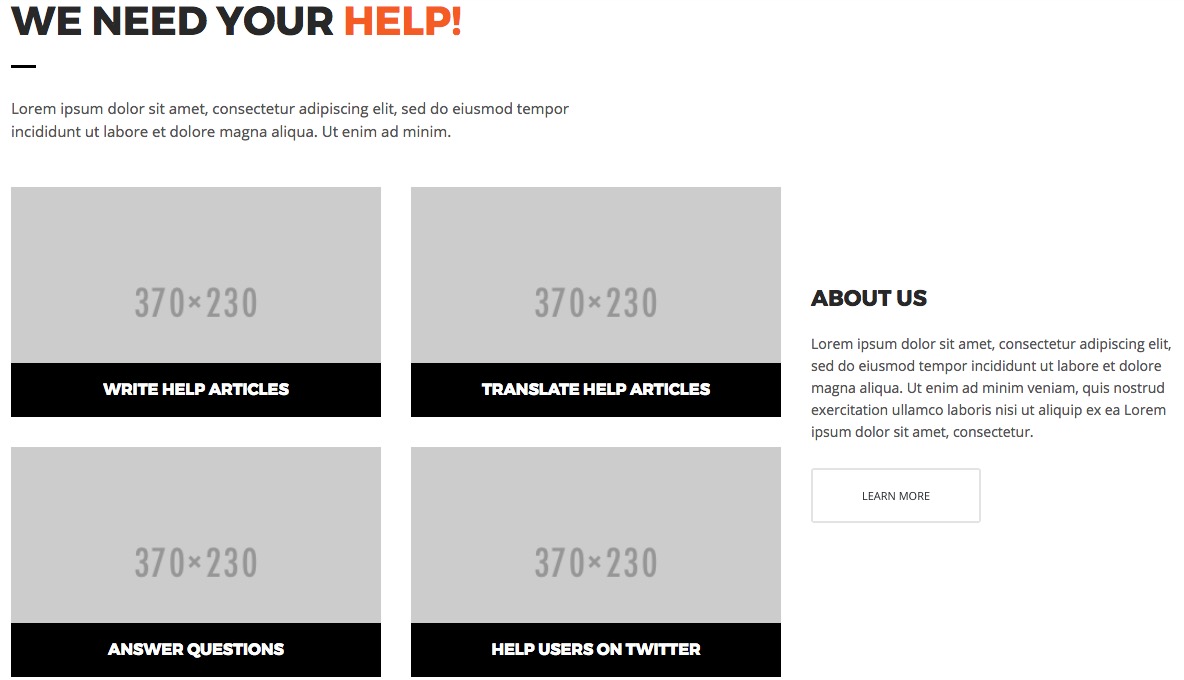 WE NEED YOUR HELP!
Lorem ipsum dolor sit amet, consectetur adipiscing elit, sed do eiusmod tempor
incididunt ut labore et dolore magna aliqua. Ut enim ad minim.
370×230
WRITE HELP ARTICLES
370×230
TRANSLATE HELP ARTICLES
370×230
ANSWER QUESTIONS
370×230
HELP USERS ON TWITTER
ABOUT US
Lorem ipsum dolor sit amet, consectetur adipiscing elit,
sed do eiusmod tempor incididunt ut labore et dolore
magna aliqua. Ut enim ad minim veniam, quis nostrud
exercitation ullamco laboris nisi ut aliquip ex ea Lorem
ipsum dolor sit amet, consectetur.
LEARN MORE